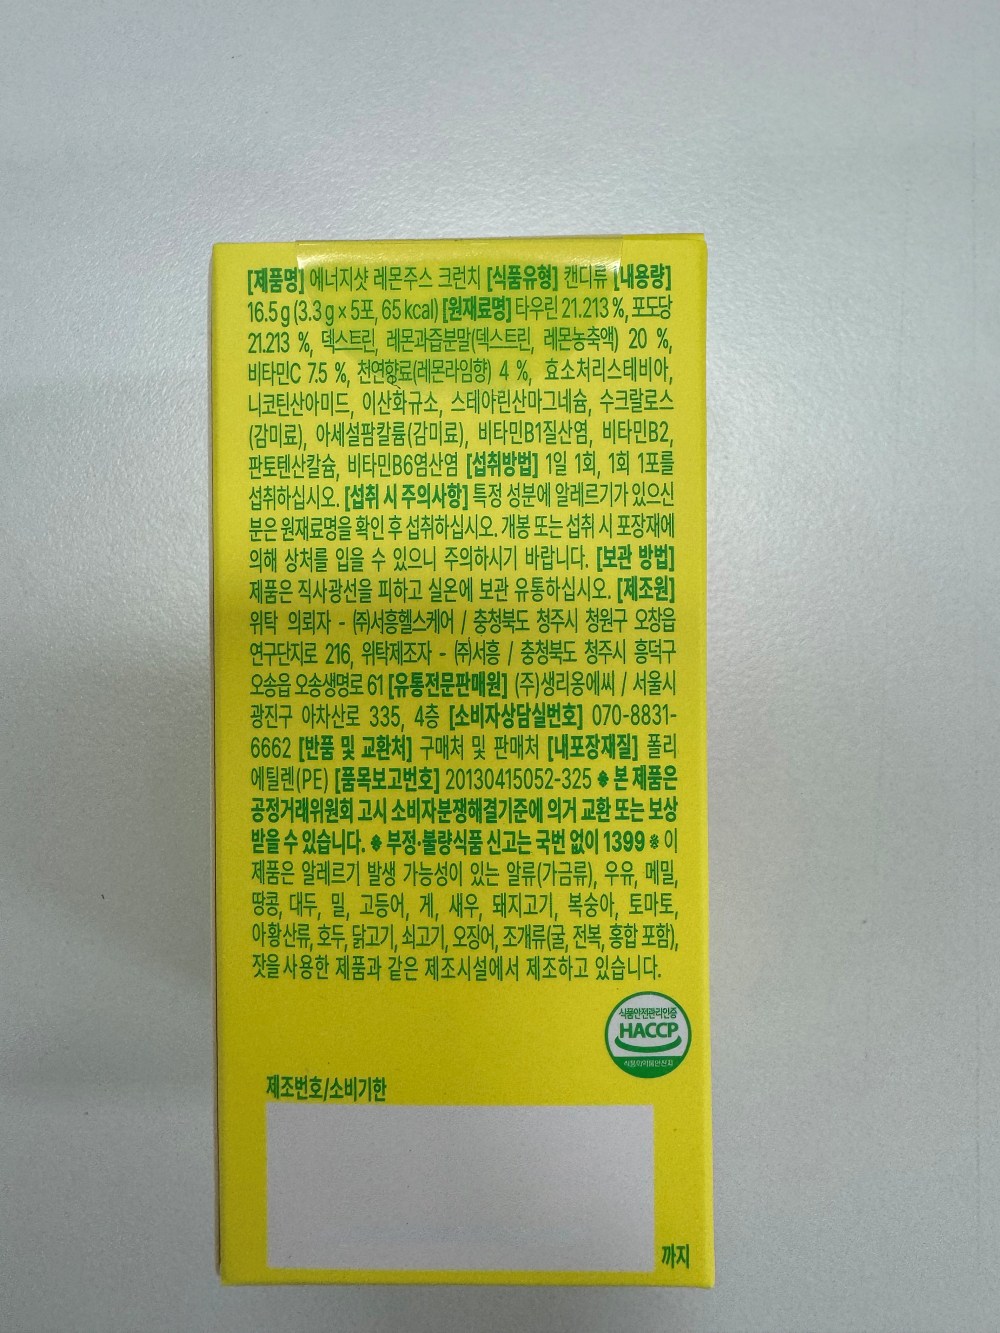 [제품명] 에너지샷 레몬주스 크런치 [식품유형] 캔디류 [내용량]
16.5 g (3.3 g × 5포, 65 kcal) [원재료명] 타우린 21.213 %, 포도당
21.213 %, 덱스트린, 레몬과즙분말(덱스트린, 레몬농축액) 20 %,
비타민C 7.5 %, 천연향료(레몬라임향) 4 %, 효소처리스테비아,
니코틴산아미드, 이산화규소, 스테아린산마그네슘, 수크랄로스
(감미료), 아세설팜칼륨(감미료), 비타민B1질산염, 비타민B2,
판토텐산칼슘, 비타민B6염산염 [섭취방법] 1일 1회, 1회 1포를
섭취하십시오. [섭취 시 주의사항] 특정 성분에 알레르기가 있으신
분은 원재료명을 확인 후 섭취하십시오. 개봉 또는 섭취 시 포장재에
의해 상처를 입을 수 있으니 주의하시기 바랍니다. [보관 방법]
제품은 직사광선을 피하고 실온에 보관 유통하십시오. [제조원]
위탁 의뢰자 - ㈜서흥헬스케어 / 충청북도 청주시 청원구 오창읍
연구단지로 216, 위탁제조자 - ㈜서흥 / 충청북도 청주시 흥덕구
오송읍 오송생명로 61 [유통전문판매원] (주)생리옹에씨 / 서울시
광진구 아차산로 335, 4층 [소비자상담실번호] 070-8831-
6662 [반품 및 교환처] 구매처 및 판매처 [내포장재질] 폴리
에틸렌(PE) [품목보고번호] 20130415052-325 ※ 본 제품은
공정거래위원회 고시 소비자분쟁해결기준에 의거 교환 또는 보상
받을 수 있습니다. ※ 부정·불량식품 신고는 국번 없이 1399 ※ 이
제품은 알레르기 발생 가능성이 있는 알류(가금류), 우유, 메밀,
땅콩, 대두, 밀, 고등어, 게, 새우, 돼지고기, 복숭아, 토마토,
아황산류, 호두, 닭고기, 쇠고기, 오징어, 조개류(굴, 전복, 홍합 포함),
잣을 사용한 제품과 같은 제조시설에서 제조하고 있습니다.
식품안전관리인증
HACCP
식품의약품안전처
제조번호/소비기한
까지